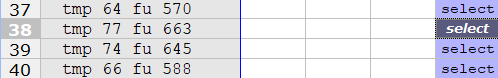 37 tmp 64 fu 570 select
38 tmp 77 fu 663 select
39 tmp 74 fu 645 select
40 tmp 66 fu 588 select